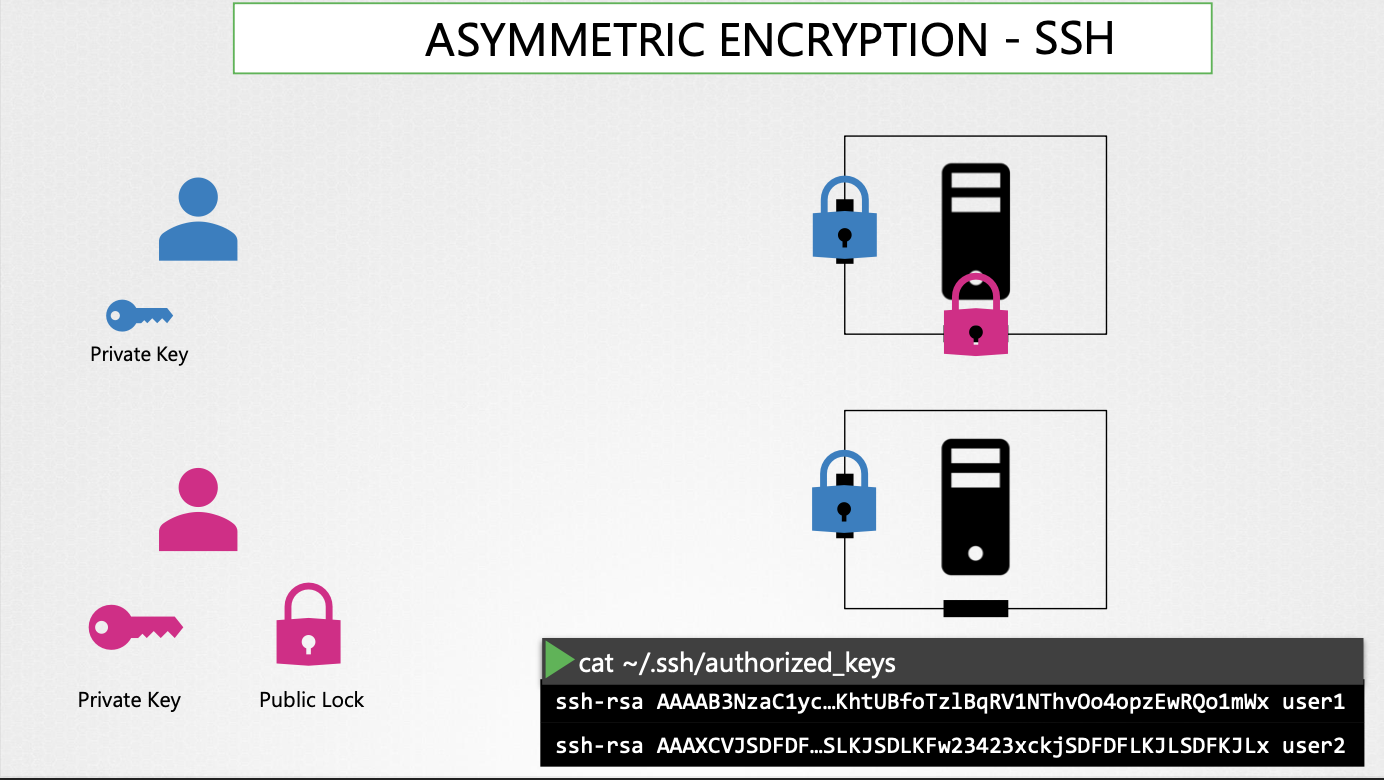 ASYMMETRIC ENCRYPTION - SSH
Private Key
Private Key
Public Lock
cat ~/.ssh/authorized_keys
ssh-rsa AAAAB3NzaC1yc…KhtUBfoTzlBqRV1NThvOo4opzEwRQo1mWx user1
ssh-rsa AAAXCVJSDFDF…SLKJSDLKFw23423xckjSDFDFLKJLSDFKJLx user2